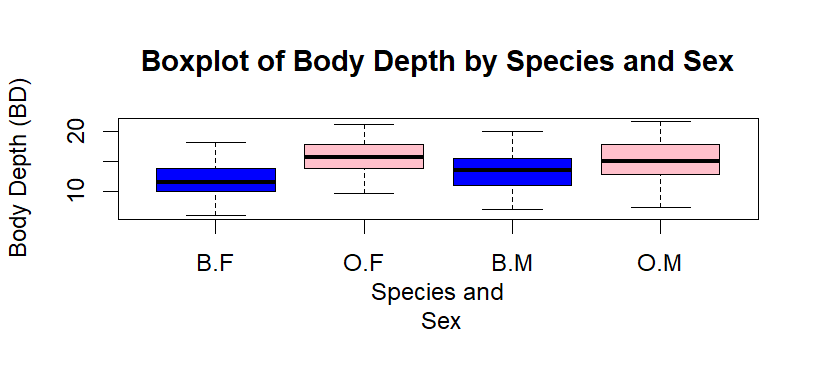 Boxplot of Body Depth by Species and Sex
Body Depth (BD)
20
10
B.F O.F B.M O.M
Species and
Sex